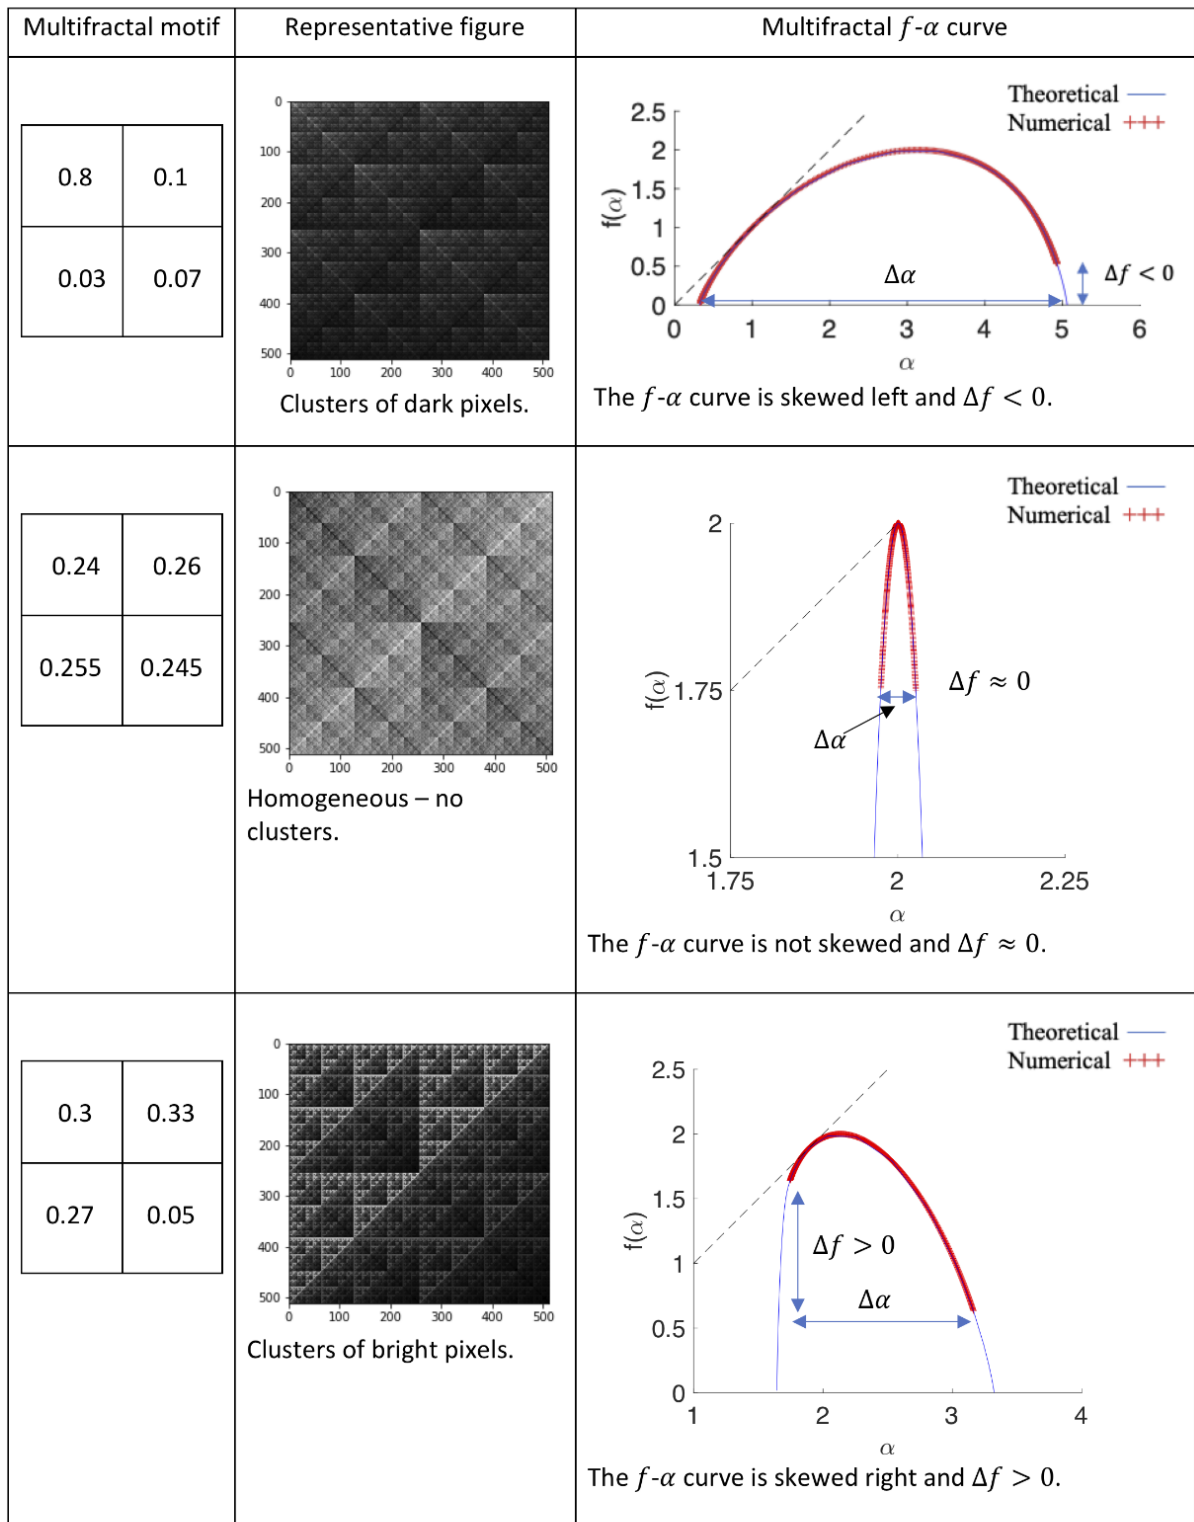 Multifractal motif
Representative figure
Multifractal f-α curve
0.8 0.1
0.03 0.07
0
100
200
300
400
500
0 100 200 300 400 500
Clusters of dark pixels.
Theoretical
Numerical
2.5
2
1.5
1
0.5
0
f(α)
0 1 2 3 4 5 6
α
Δα
Δf < 0
The f-α curve is skewed left and Δf < 0.
0.24 0.26
0.255 0.245
0
100
200
300
400
500
0 100 200 300 400 500
Homogeneous – no
clusters.
Theoretical
Numerical
2
1.75
1.5
f(α)
1.75 2 2.25
α
Δf ≈ 0
Δα
The f-α curve is not skewed and Δf ≈ 0.
0.3 0.33
0.27 0.05
0
100
200
300
400
500
0 100 200 300 400 500
Clusters of bright pixels.
Theoretical
Numerical
2.5
2
1.5
1
0.5
0
f(α)
1 2 3 4
α
Δf > 0
Δα
The f-α curve is skewed right and Δf > 0.